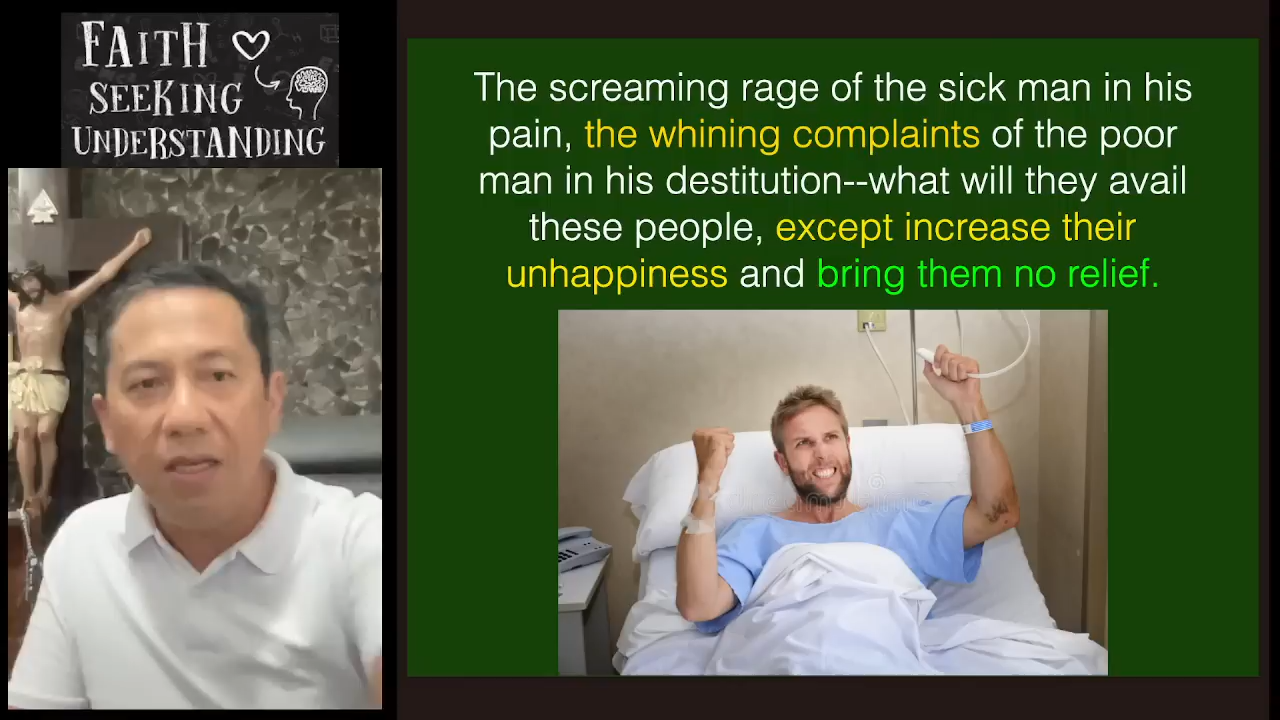 FAITH
SEEKING
UNDERSTANDING
The screaming rage of the sick man in his
pain, the whining complaints of the poor
man in his destitution--what will they avail
these people, except increase their
unhappiness and bring them no relief.
dreamstime